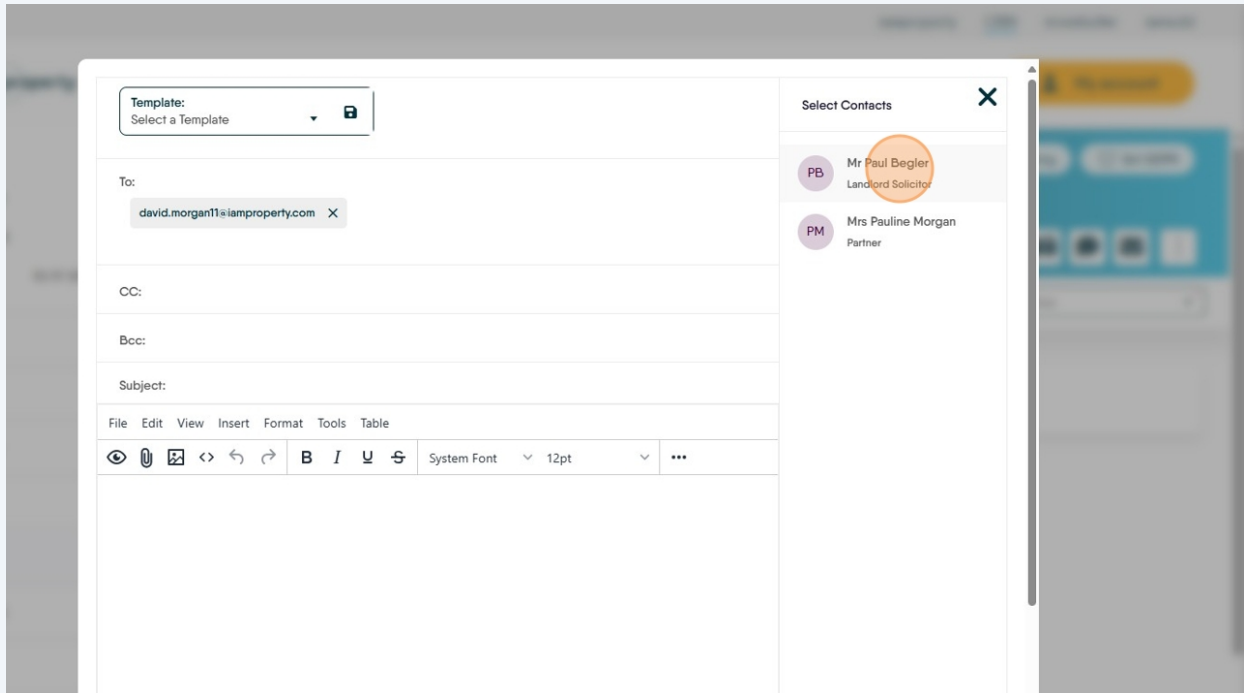 Template:
Select a Template
Select Contacts
To:
david.morgan11@iamproperty.com
PB
Mr Paul Begler
Landlord Solicitor
PM
Mrs Pauline Morgan
Partner
CC:
Bcc:
Subject:
File Edit View Insert Format Tools Table
B I U S System Font 12pt